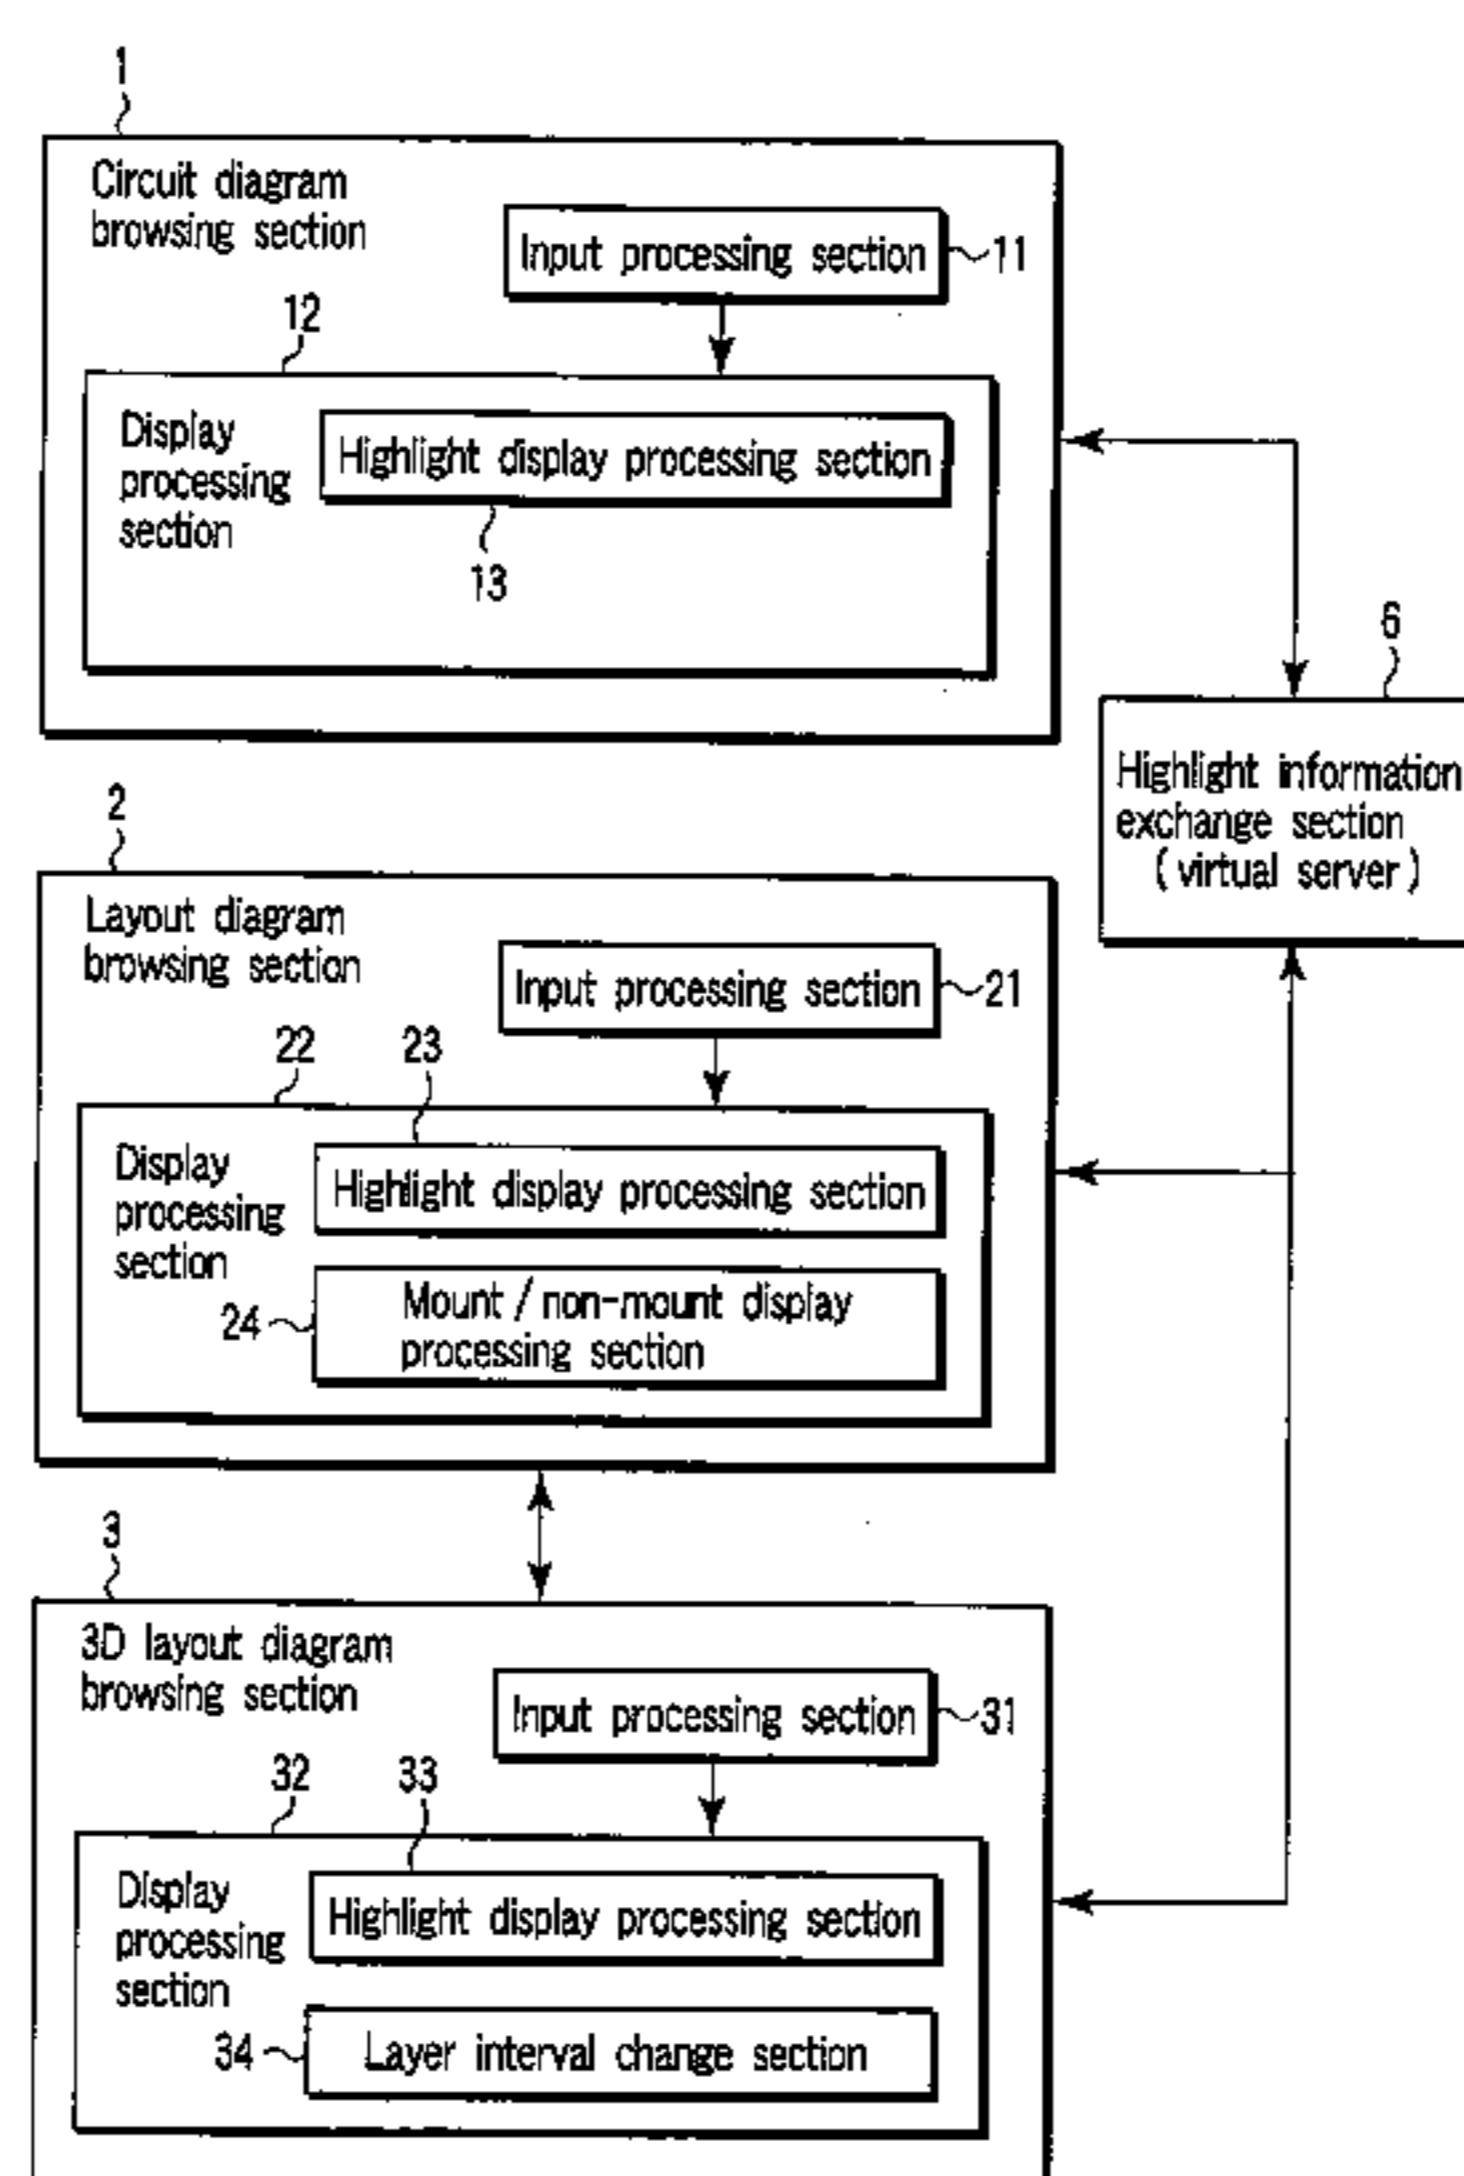 1
Circuit diagram
browsing section
Input processing section
11
12
Display
processing
section
Highlight display processing section
13
6
Highlight information
exchange section
(virtual server)
2
Layout diagram
browsing section
Input processing section
21
22
23
Display
processing
section
Highlight display processing section
24
Mount / non-mount display
processing section
3
3D layout diagram
browsing section
Input processing section
31
32
33
Display
processing
section
Highlight display processing section
34
Layer interval change section